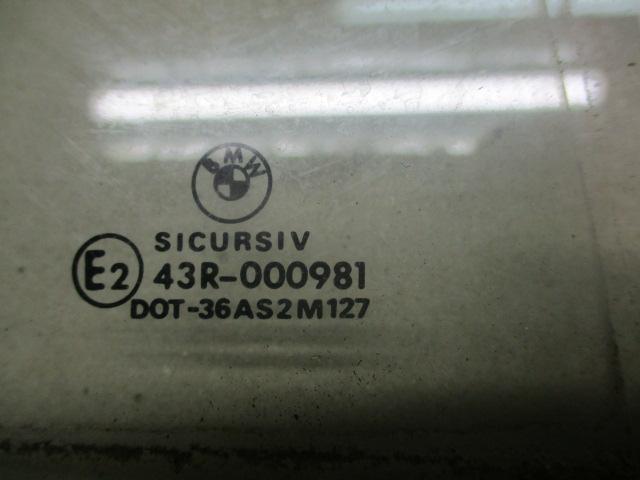 BMW
SICURSIV
E2 43R-000981
DOT-36AS2M127